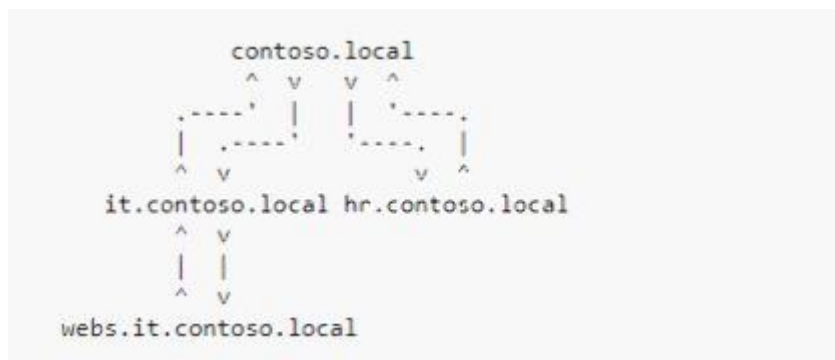 contoso.local
^ v v ^
.----' | | '----.
| .----' '----. |
^ v v ^
it.contoso.local hr.contoso.local
^ v
| |
^ v
webs.it.contoso.local